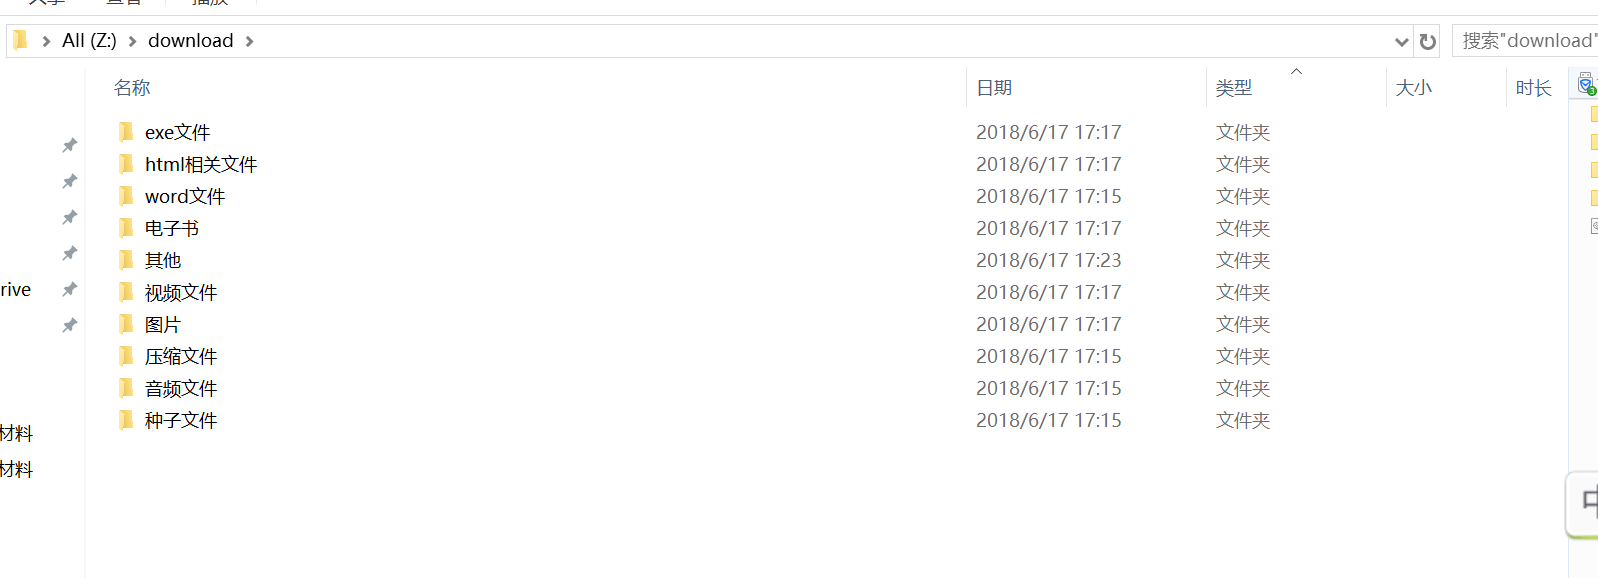 共享 查看 播放
All (Z:) download 搜索"download"
名称 日期 类型 大小 时长
exe文件 2018/6/17 17:17 文件夹
html相关文件 2018/6/17 17:17 文件夹
word文件 2018/6/17 17:15 文件夹
电子书 2018/6/17 17:17 文件夹
其他 2018/6/17 17:23 文件夹
rive 视频文件 2018/6/17 17:17 文件夹
图片 2018/6/17 17:17 文件夹
压缩文件 2018/6/17 17:15 文件夹
音频文件 2018/6/17 17:15 文件夹
种子文件 2018/6/17 17:15 文件夹
材料
材料
中